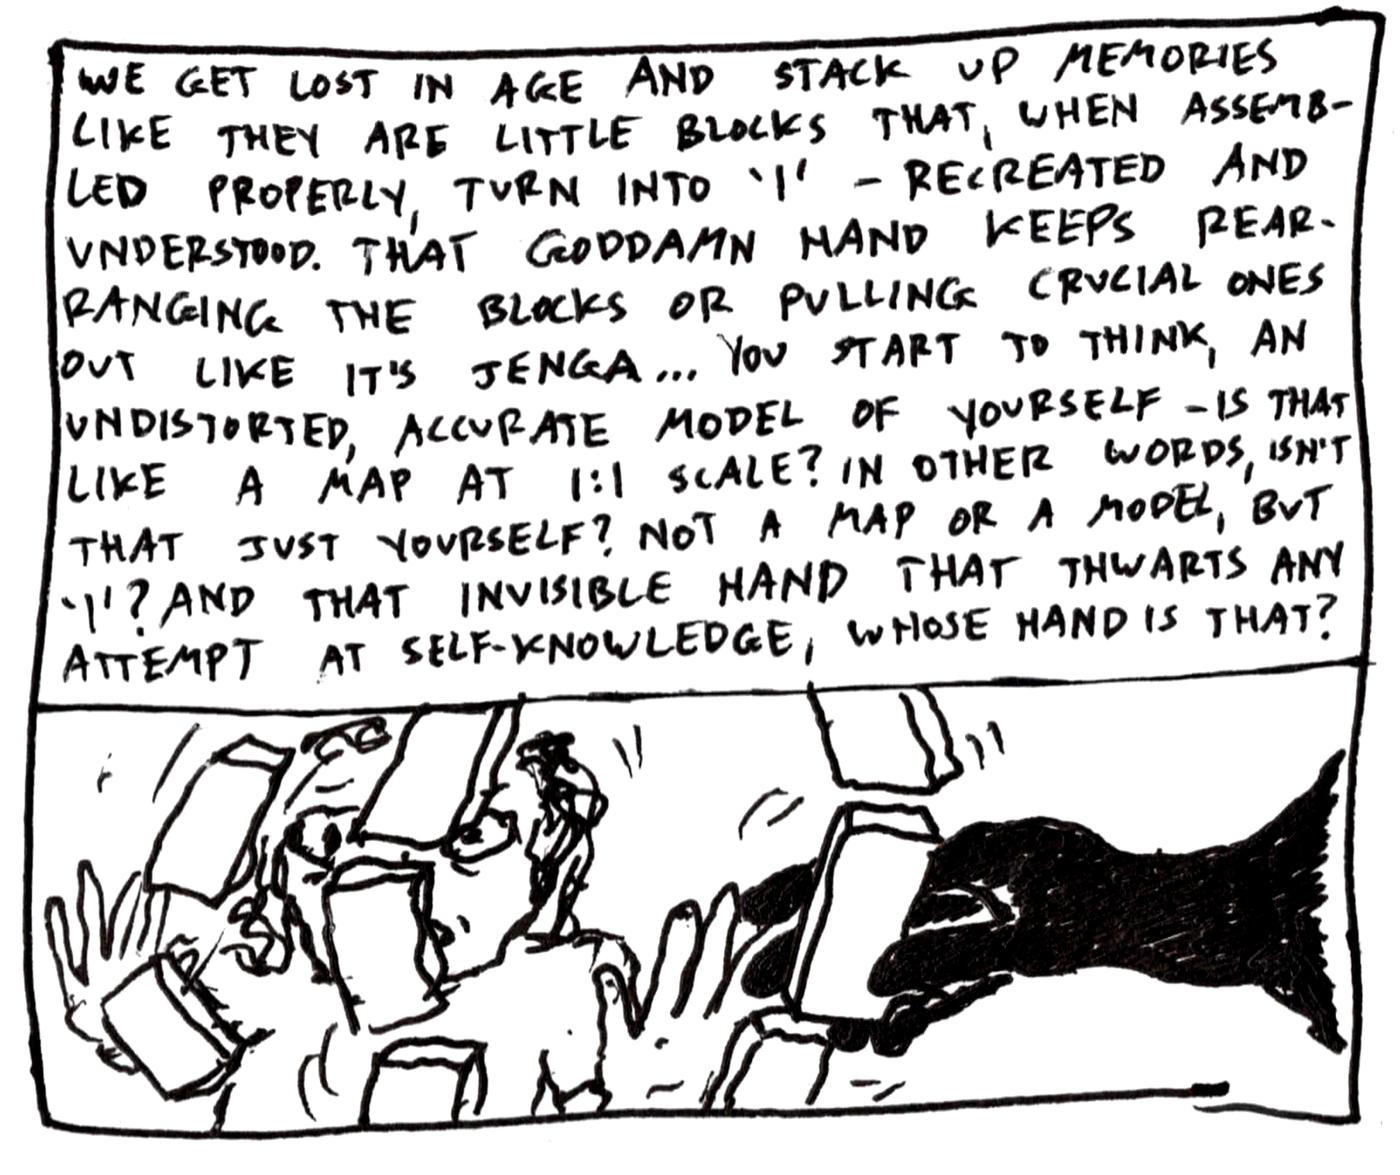 WE GET LOST IN AGE AND STACK UP MEMORIES
LIKE THEY ARE LITTLE BLOCKS THAT, WHEN ASSEMB-
LED PROPERLY, TURN INTO 'I' - RECREATED AND
UNDERSTOOD. THAT GODDAMN HAND KEEPS REAR-
RANGING THE BLOCKS OR PULLING CRUCIAL ONES
OUT LIKE IT'S JENGA... YOU START TO THINK, AN
UNDISTORTED, ACCURATE MODEL OF YOURSELF - IS THAT
LIKE A MAP AT 1:1 SCALE? IN OTHER WORDS, ISN'T
THAT JUST YOURSELF? NOT A MAP OR A MODEL, BUT
'I'? AND THAT INVISIBLE HAND THAT THWARTS ANY
ATTEMPT AT SELF-KNOWLEDGE, WHOSE HAND IS THAT?